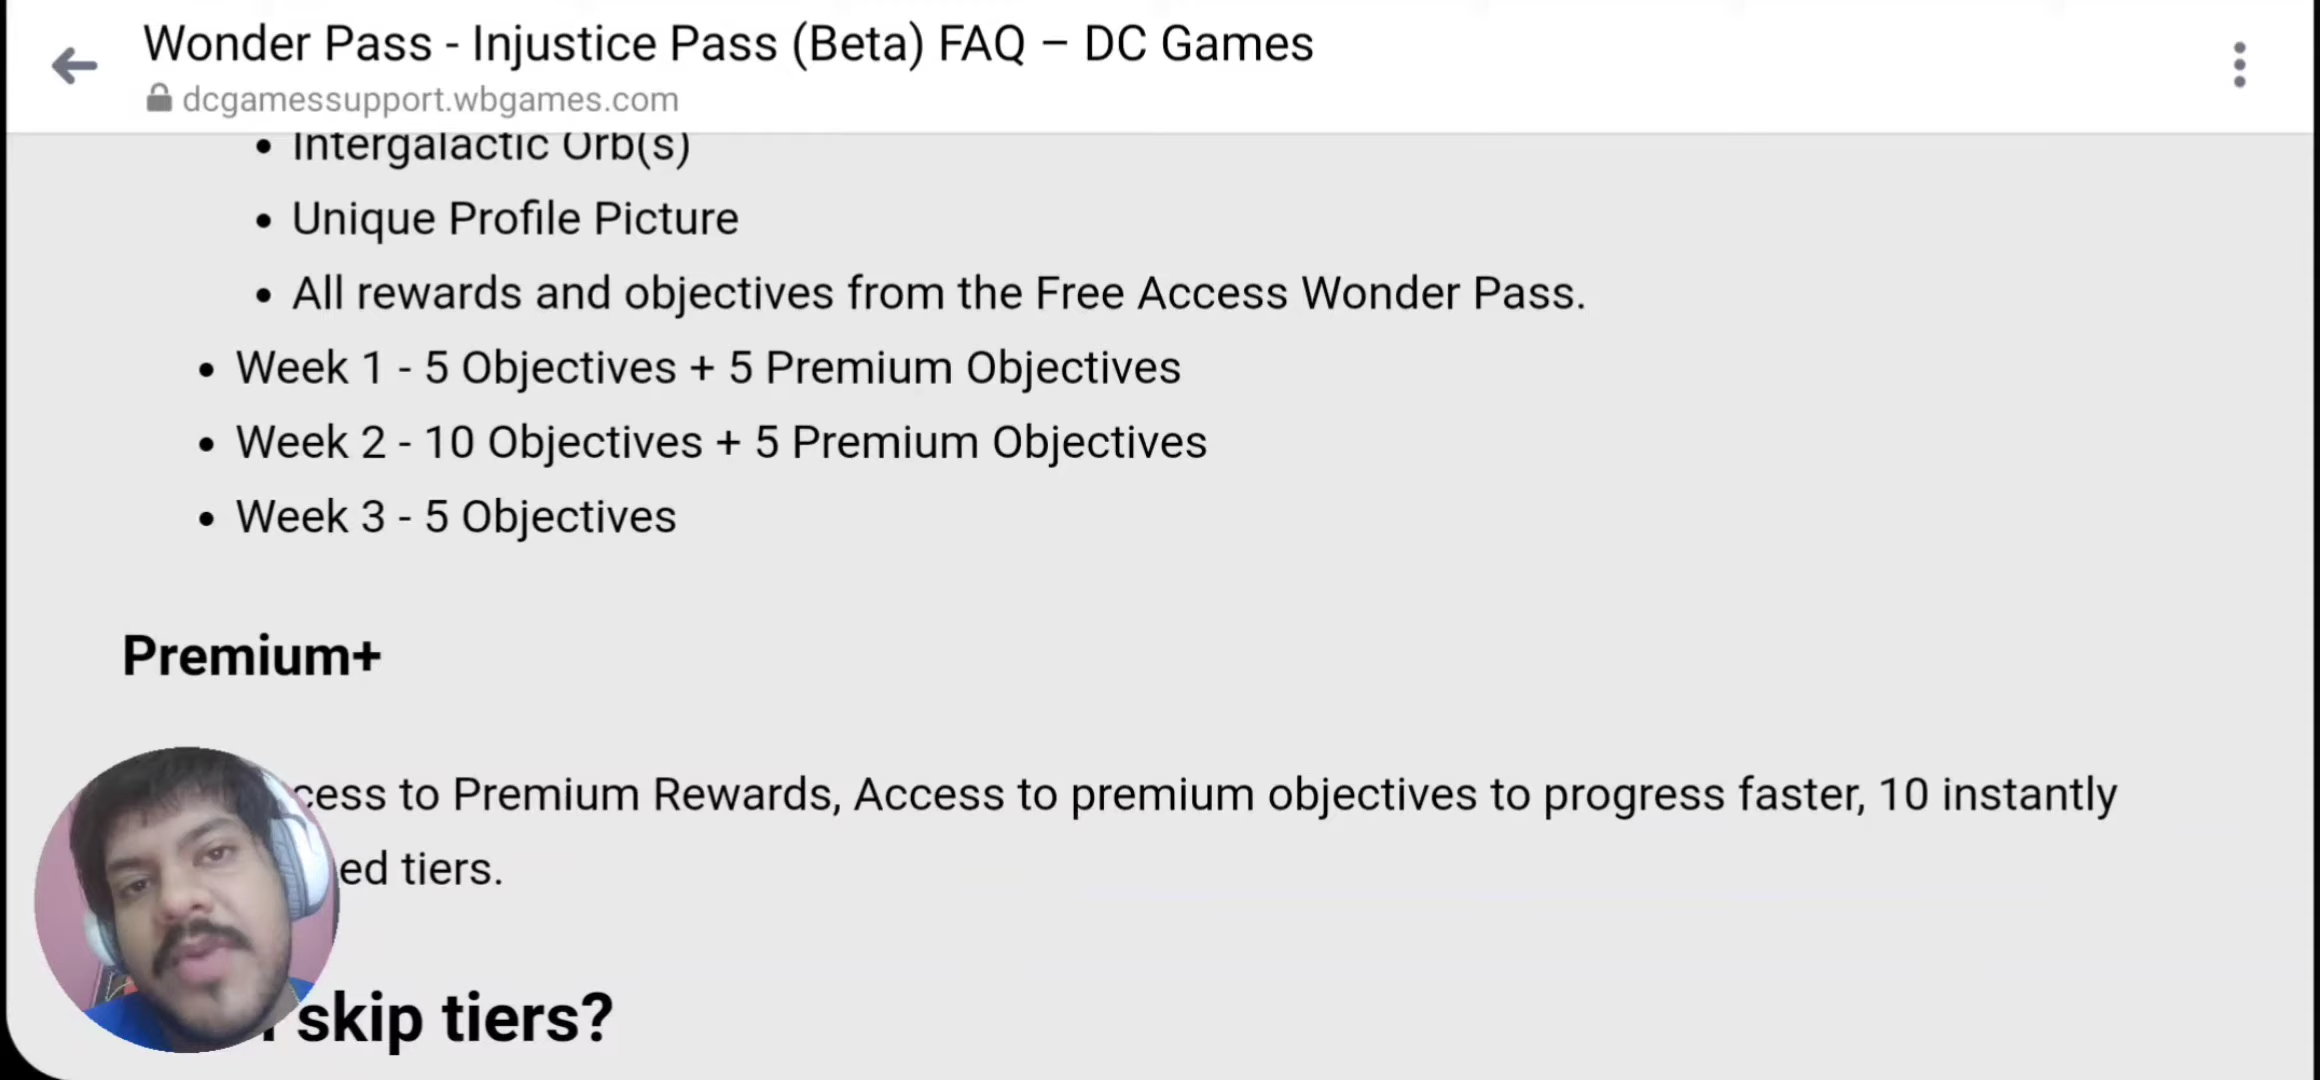 Wonder Pass - Injustice Pass (Beta) FAQ – DC Games
dcgamessupport.wbgames.com
Intergalactic Orb(s)
Unique Profile Picture
All rewards and objectives from the Free Access Wonder Pass.
Week 1 - 5 Objectives + 5 Premium Objectives
Week 2 - 10 Objectives + 5 Premium Objectives
Week 3 - 5 Objectives
Premium+
to Premium Rewards, Access to premium objectives to progress faster, 10 instantly
tiers.
skip tiers?